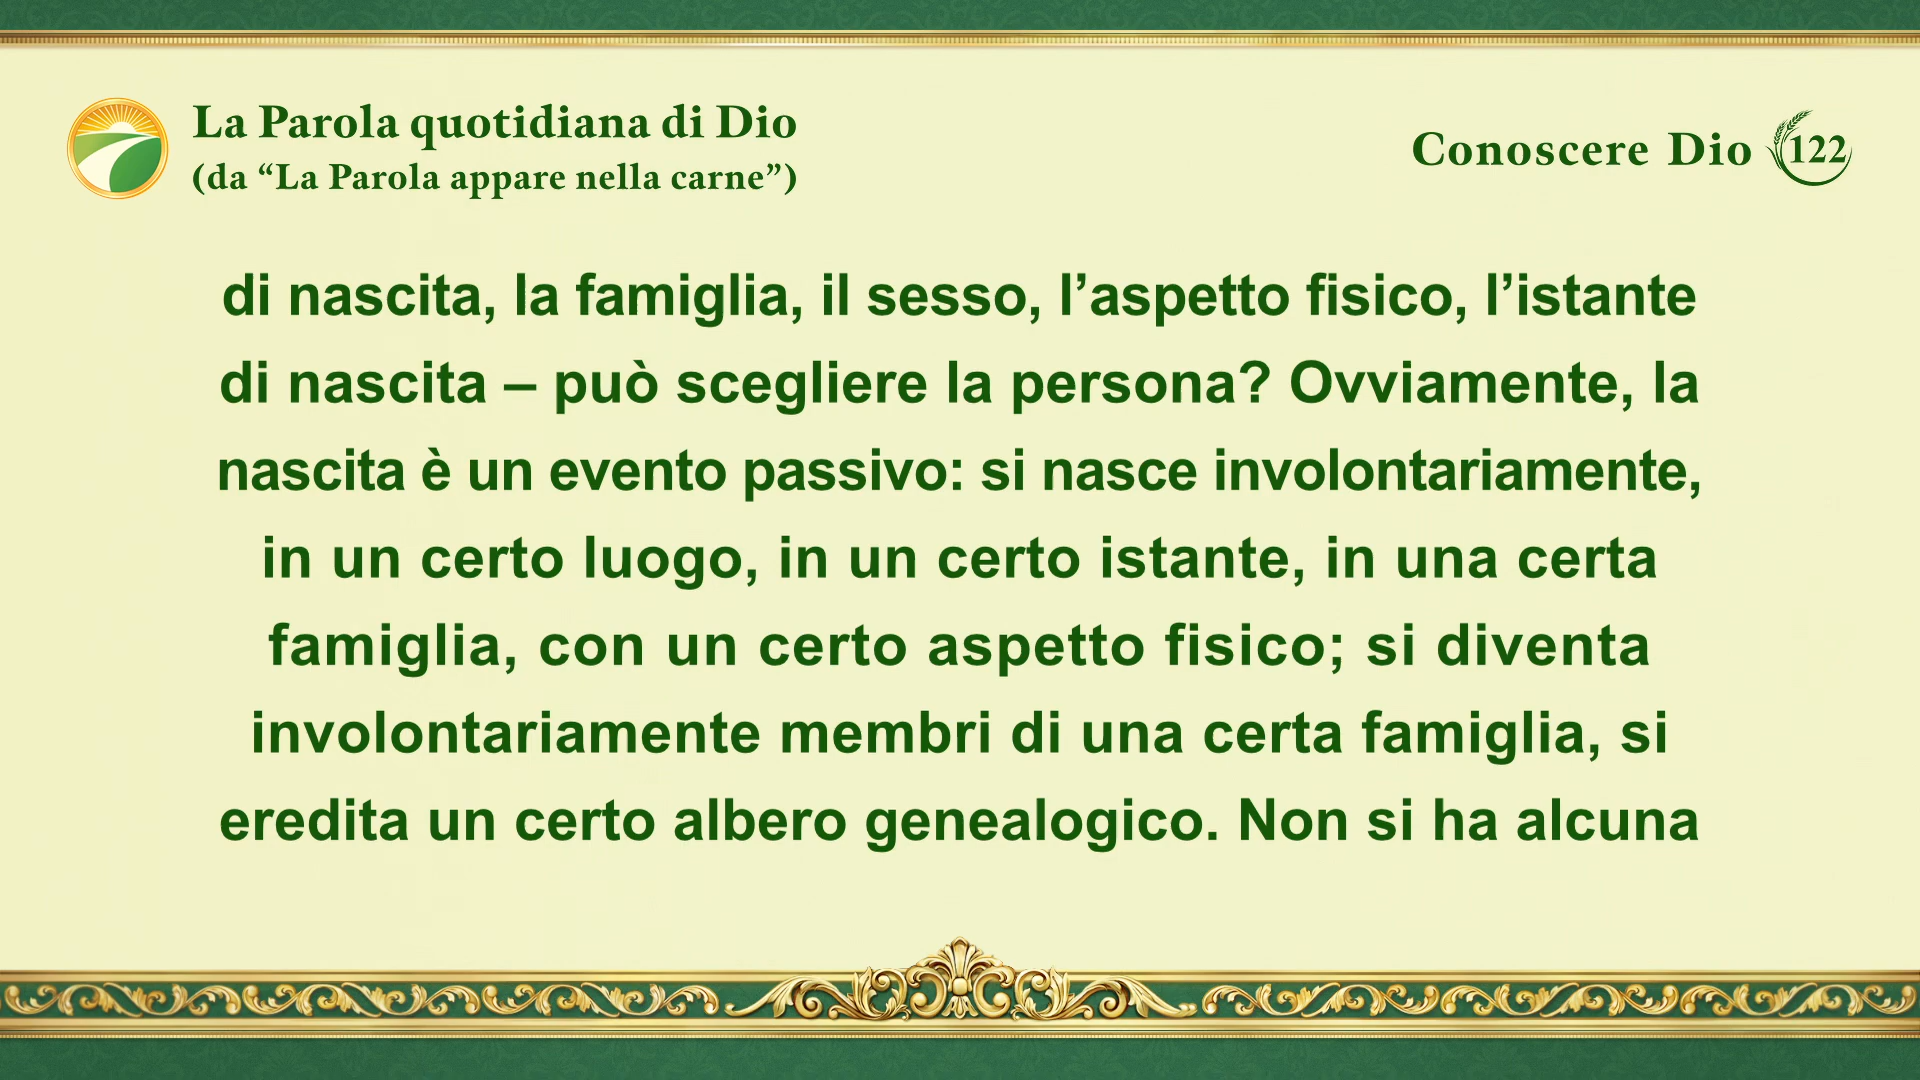 La Parola quotidiana di Dio
(da “La Parola appare nella carne”)
Conoscere Dio 122
di nascita, la famiglia, il sesso, l’aspetto fisico, l’istante
di nascita – può scegliere la persona? Ovviamente, la
nascita è un evento passivo: si nasce involontariamente,
in un certo luogo, in un certo istante, in una certa
famiglia, con un certo aspetto fisico; si diventa
involontariamente membri di una certa famiglia, si
eredita un certo albero genealogico. Non si ha alcuna